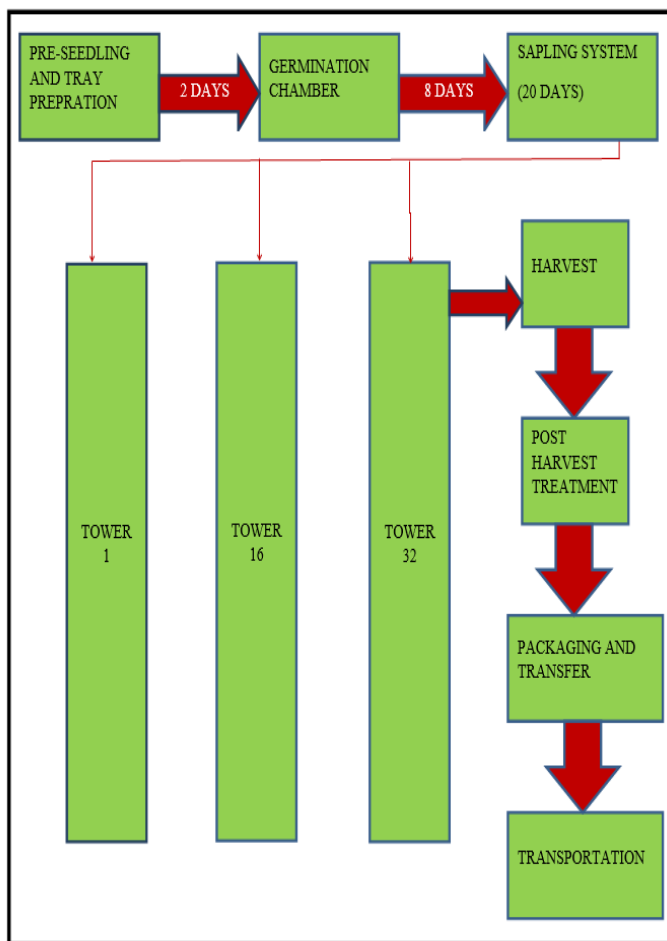 PRE-SEEDLING
AND TRAY
PREPRATION
2 DAYS
GERMINATION
CHAMBER
8 DAYS
SAPLING SYSTEM
(20 DAYS)
TOWER
1
TOWER
16
TOWER
32
HARVEST
POST
HARVEST
TREATMENT
PACKAGING AND
TRANSFER
TRANSPORTATION